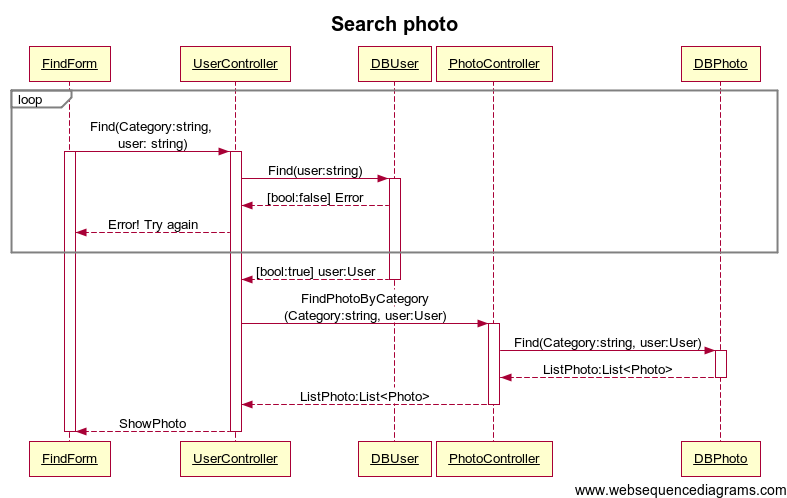 Search photo
FindForm
UserController
DBUser
PhotoController
DBPhoto
loop
Find(Category:string,
user: string)
Find(user:string)
[bool:false] Error
Error! Try again
[bool:true] user:User
FindPhotoByCategory
(Category:string, user:User)
Find(Category:string, user:User)
ListPhoto:List<Photo>
ListPhoto:List<Photo>
ShowPhoto
FindForm
UserController
DBUser
PhotoController
DBPhoto
www.websequencediagrams.com